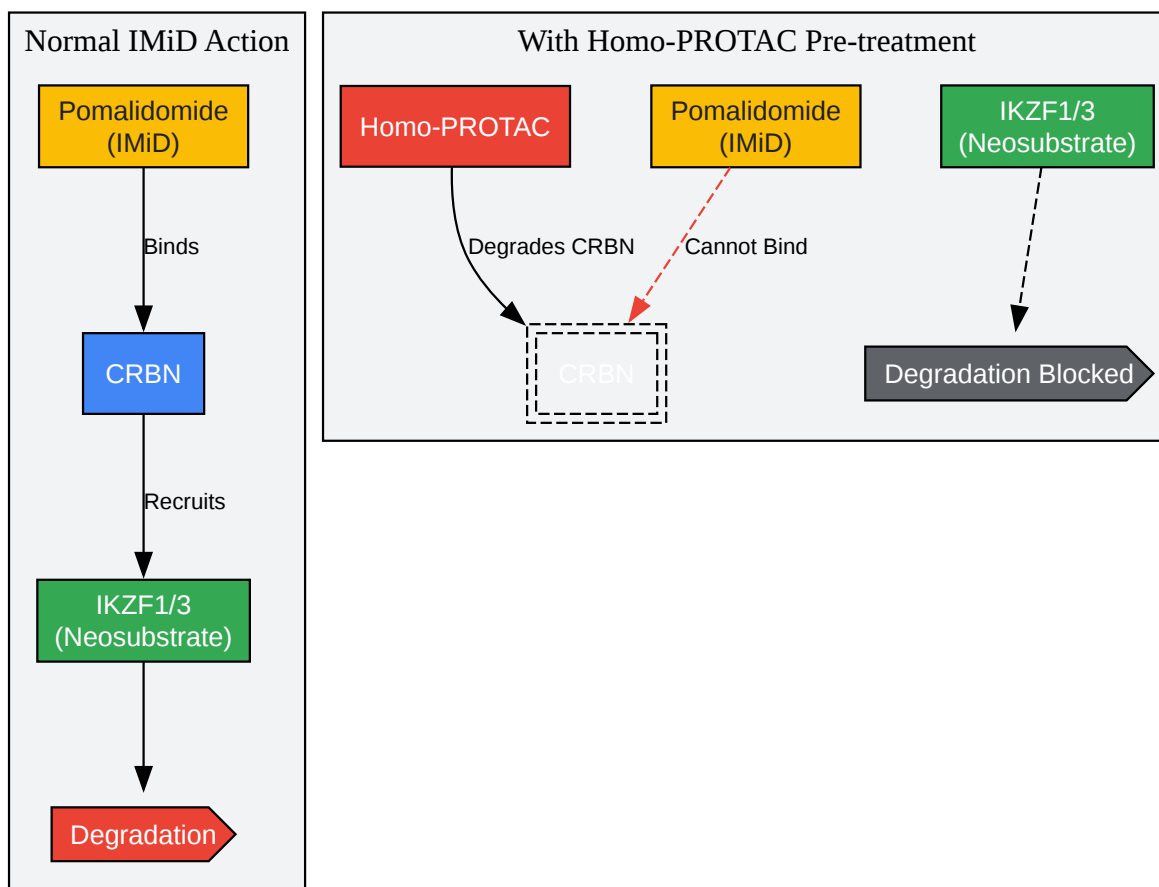 Normal IMiD Action
Pomalidomide
(IMiD)
Binds
CRBN
Recruits
IKZF1/3
(Neosubstrate)
Degradation
With Homo-PROTAC Pre-treatment
Homo-PROTAC
Pomalidomide
(IMiD)
IKZF1/3
(Neosubstrate)
Degrades CRBN
Cannot Bind
CRBN
Degradation Blocked